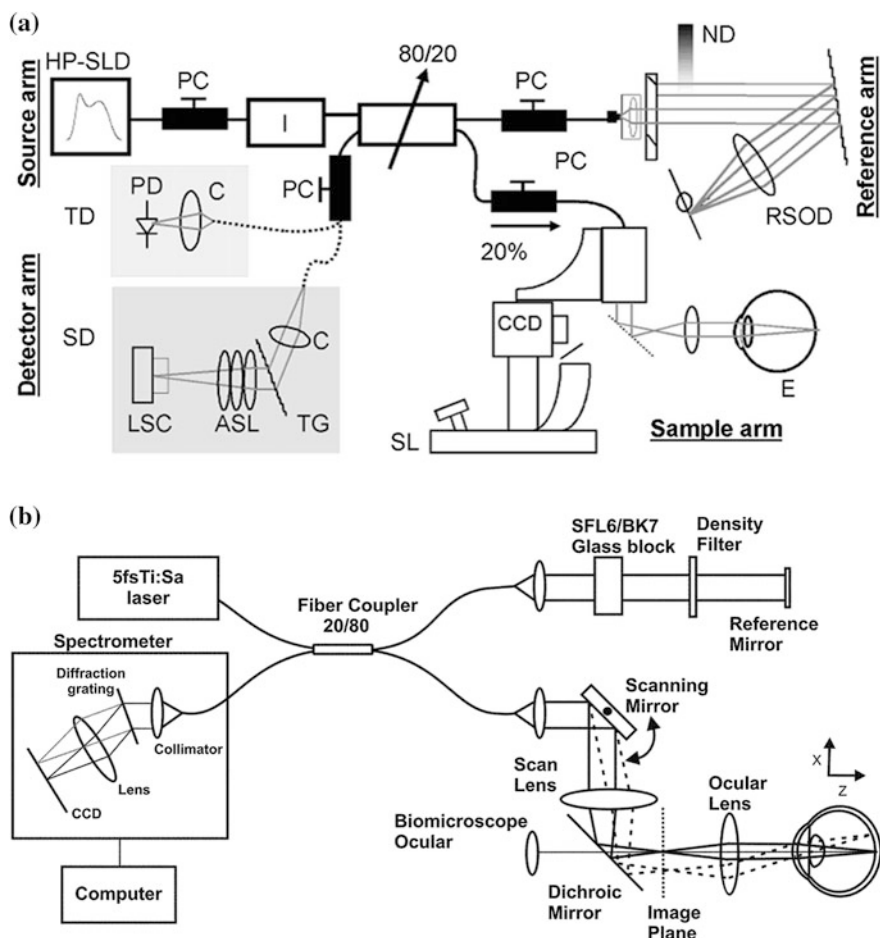 (a)
HP-SLD
PC
I
80/20
PC
ND
Source arm
Reference arm
RSOD
PC
20%
PC
PD
C
TD
Detector arm
SD
C
LSC
ASL
TG
CCD
SL
E
Sample arm
(b)
5fsTi:Sa
laser
Fiber Coupler
20/80
SFL6/BK7
Glass block
Density
Filter
Reference
Mirror
Spectrometer
Diffraction
grating
Collimator
Lens
CCD
Computer
Scanning
Mirror
Scan
Lens
Biomicroscope
Ocular
Dichroic
Mirror
Image
Plane
Ocular
Lens
X
Z